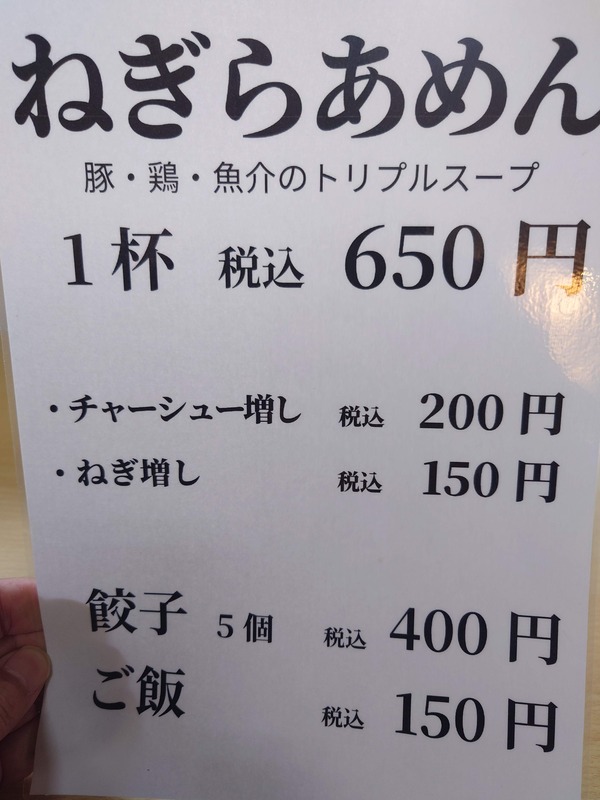 ねぎらあめん
豚・鶏・魚介のトリプルスープ
1杯 税込 650円
・チャーシュー増し 税込 200円
・ねぎ増し 税込 150円
餃子 5個 税込 400円
ご飯 税込 150円